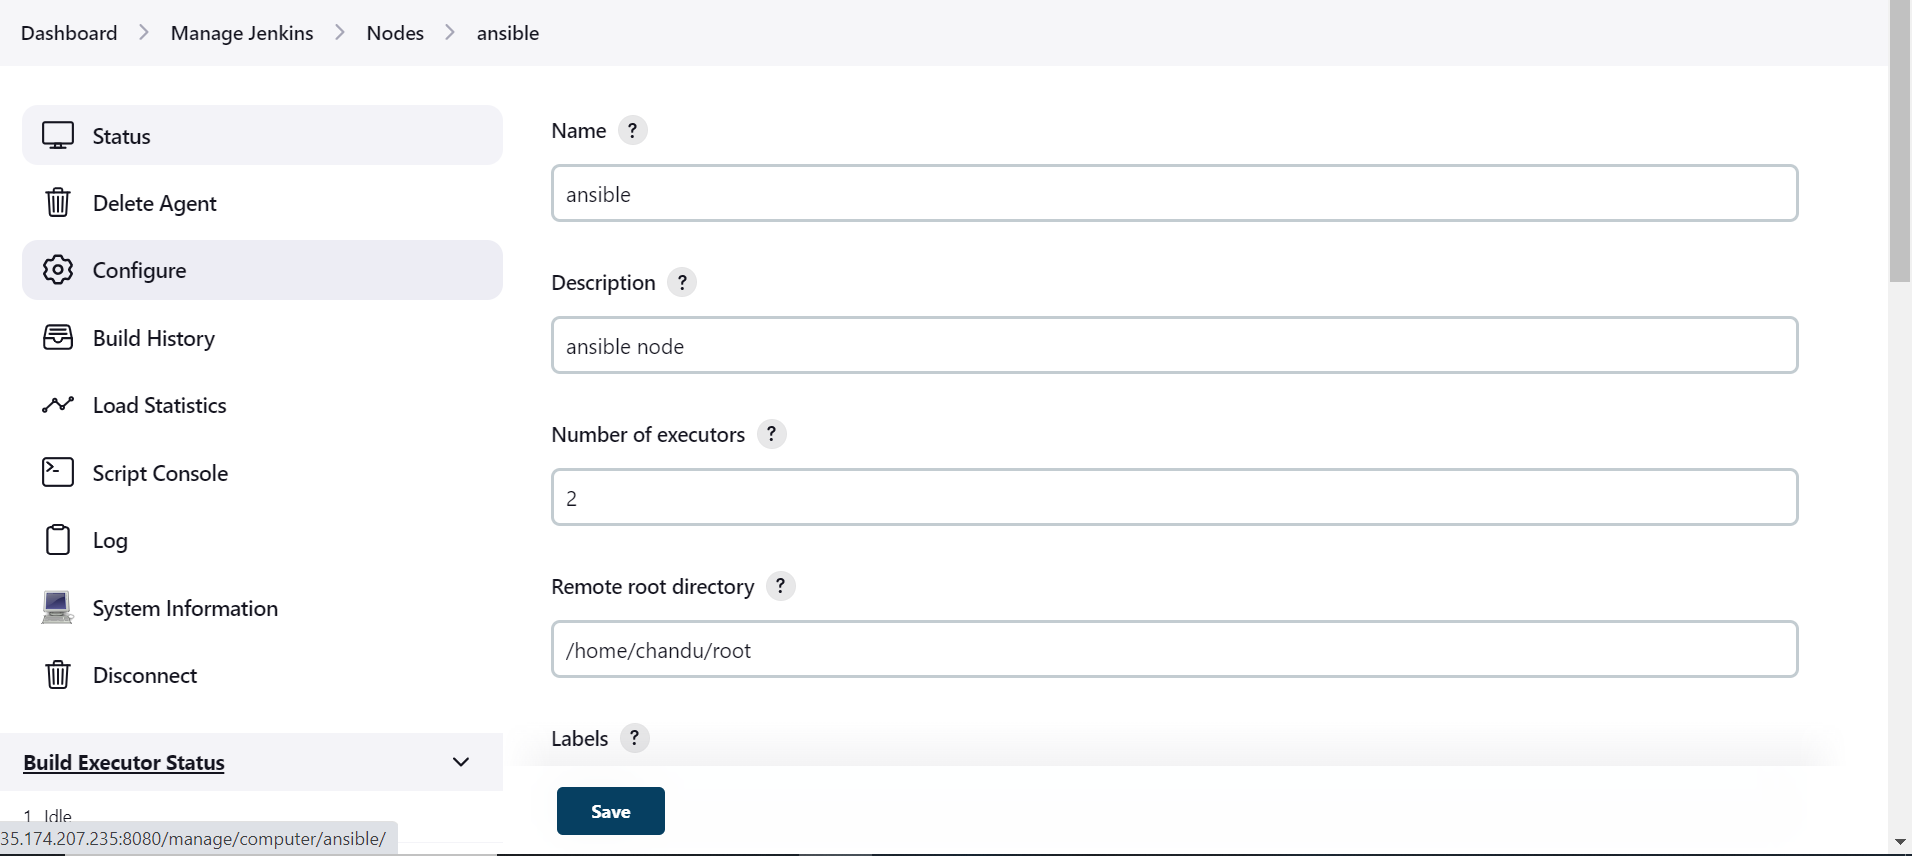 Dashboard > Manage Jenkins > Nodes > ansible
Status
Delete Agent
Configure
Build History
Load Statistics
Script Console
Log
System Information
Disconnect
Build Executor Status
1 Idle
35.174.207.235:8080/manage/computer/ansible/
Name ?
ansible
Description ?
ansible node
Number of executors ?
2
Remote root directory ?
/home/chandu/root
Labels ?
Save